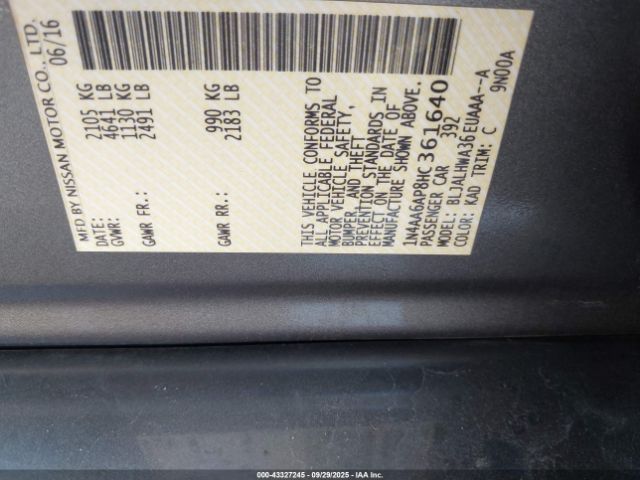 MFD BY NISSAN MOTOR CO., LTD.
DATE: 06/16
GVWR: 2105 KG
4641 LB
GAWR FR.: 1130 KG
2491 LB
GAWR RR.: 990 KG
2183 LB
THIS VEHICLE CONFORMS TO
ALL APPLICABLE FEDERAL
MOTOR VEHICLE SAFETY,
BUMPER, AND THEFT
PREVENTION STANDARDS IN
EFFECT ON THE DATE OF
MANUFACTURE SHOWN ABOVE.
1N4AA6AP8HC361640
PASSENGER CAR 392
MODEL: BLJALHWA36EUAAA--A
COLOR: KAD TRIM: C 9N00A
000-43327245 | 09/29/2025 | IAA Inc.